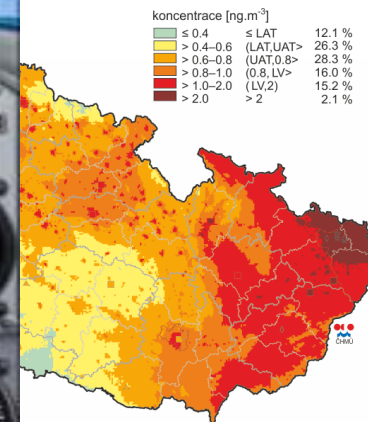 koncentrace [ng.m⁻³]
≤ 0.4 ≤ LAT 12.1 %
> 0.4–0.6 (LAT,UAT> 26.3 %
> 0.6–0.8 (UAT,0.8> 28.3 %
> 0.8–1.0 (0.8, LV> 16.0 %
> 1.0–2.0 (LV,2) 15.2 %
> 2.0 > 2 2.1 %
ČHMÚ